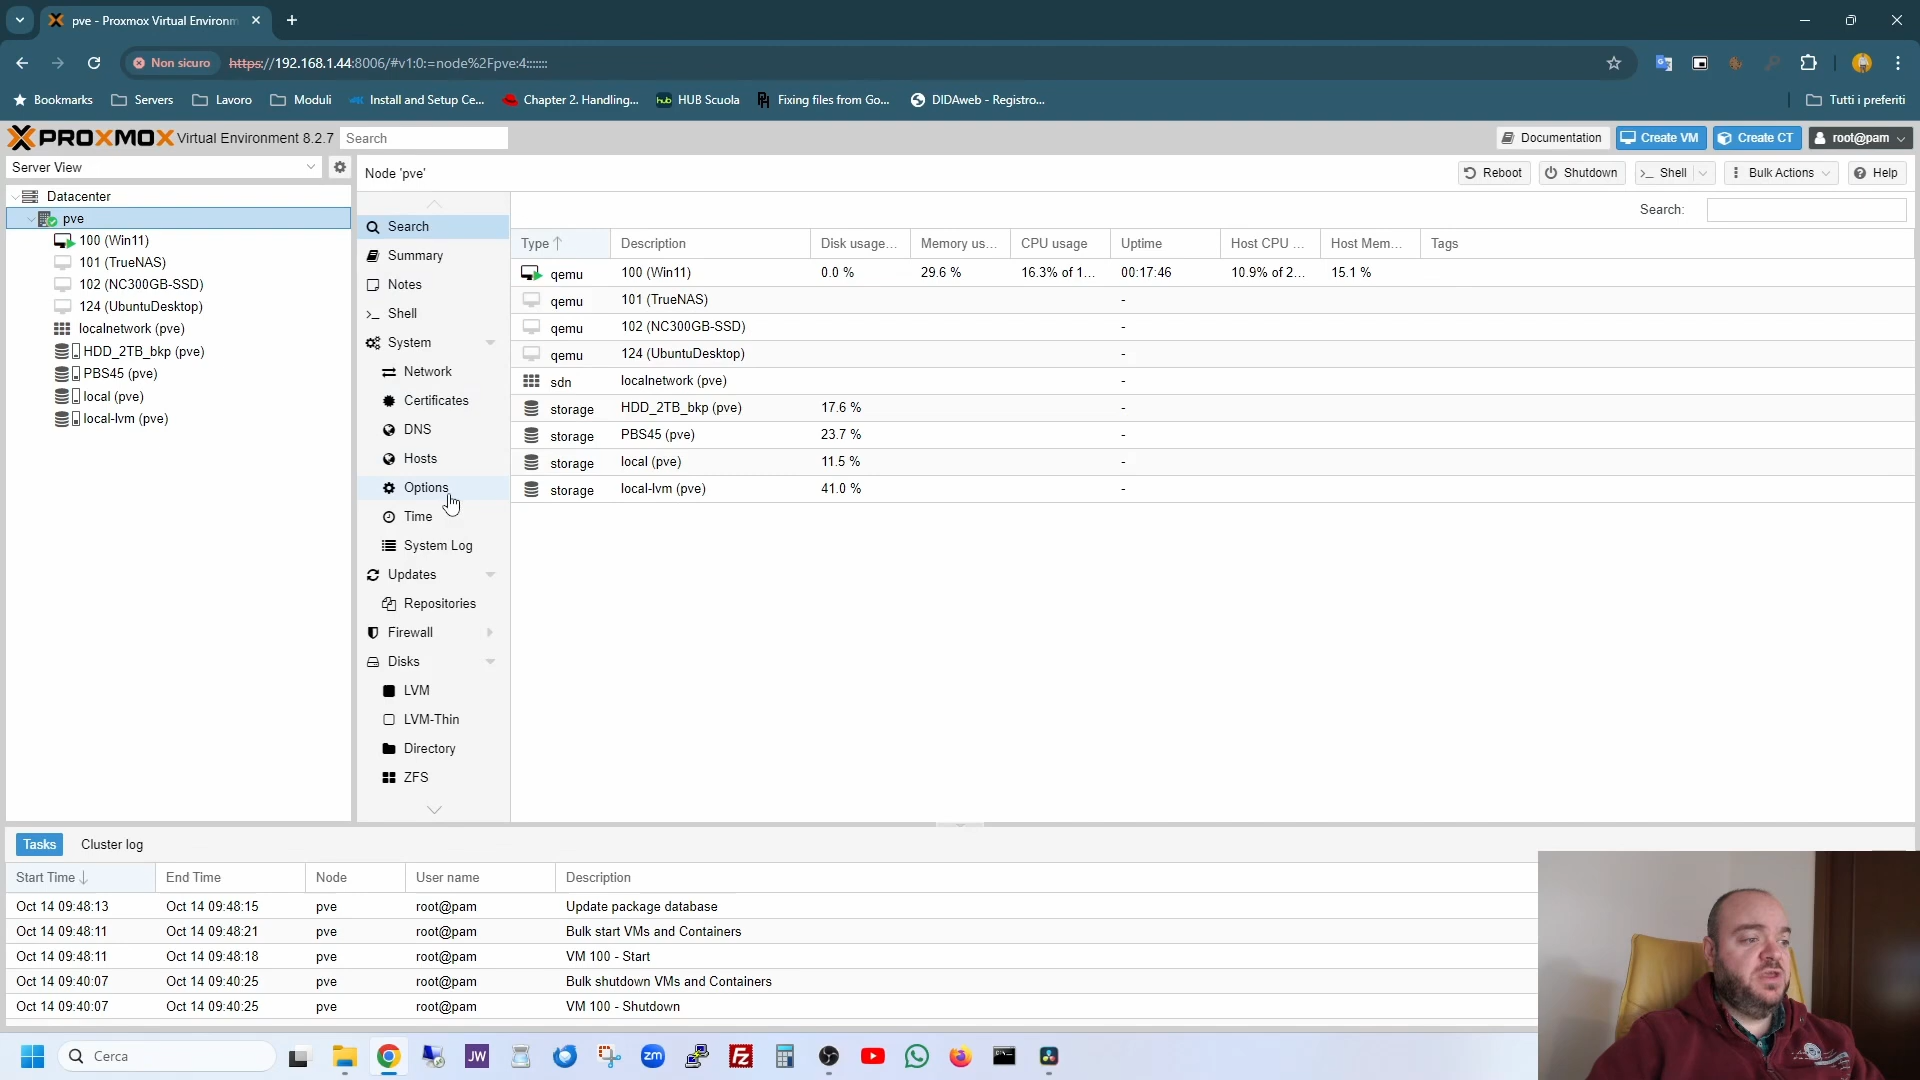 pve - Proxmox Virtual Environm
Non sicuro
https://192.168.1.44:8006/#v1:0:=node%2Fpve:4:::::::
Bookmarks
Servers
Lavoro
Moduli
Install and Setup Ce...
Chapter 2. Handling...
HUB Scuola
Fixing files from Go...
DIDAweb - Registro...
Tutti i preferiti
PROXMOX Virtual Environment 8.2.7
Search
Documentation
Create VM
Create CT
root@pam
Server View
Node 'pve'
Reboot
Shutdown
Shell
Bulk Actions
Help
Datacenter
pve
100 (Win11)
101 (TrueNAS)
102 (NC300GB-SSD)
124 (UbuntuDesktop)
localnetwork (pve)
HDD_2TB_bkp (pve)
PBS45 (pve)
local (pve)
local-lvm (pve)
Search
Summary
Notes
Shell
System
Network
Certificates
DNS
Hosts
Options
Time
System Log
Updates
Repositories
Firewall
Disks
LVM
LVM-Thin
Directory
ZFS
Search:
Type Description Disk usage... Memory us... CPU usage Uptime Host CPU ... Host Mem... Tags
qemu 100 (Win11) 0.0 % 29.6 % 16.3% of 1... 00:17:46 10.9% of 2... 15.1 %
qemu 101 (TrueNAS) -
qemu 102 (NC300GB-SSD) -
qemu 124 (UbuntuDesktop) -
sdn localnetwork (pve) -
storage HDD_2TB_bkp (pve) 17.6 % -
storage PBS45 (pve) 23.7 % -
storage local (pve) 11.5 % -
storage local-lvm (pve) 41.0 % -
Tasks Cluster log
Start Time End Time Node User name Description
Oct 14 09:48:13 Oct 14 09:48:15 pve root@pam Update package database
Oct 14 09:48:11 Oct 14 09:48:21 pve root@pam Bulk start VMs and Containers
Oct 14 09:48:11 Oct 14 09:48:18 pve root@pam VM 100 - Start
Oct 14 09:40:07 Oct 14 09:40:25 pve root@pam Bulk shutdown VMs and Containers
Oct 14 09:40:07 Oct 14 09:40:25 pve root@pam VM 100 - Shutdown
Cerca
JW
zm
FZ